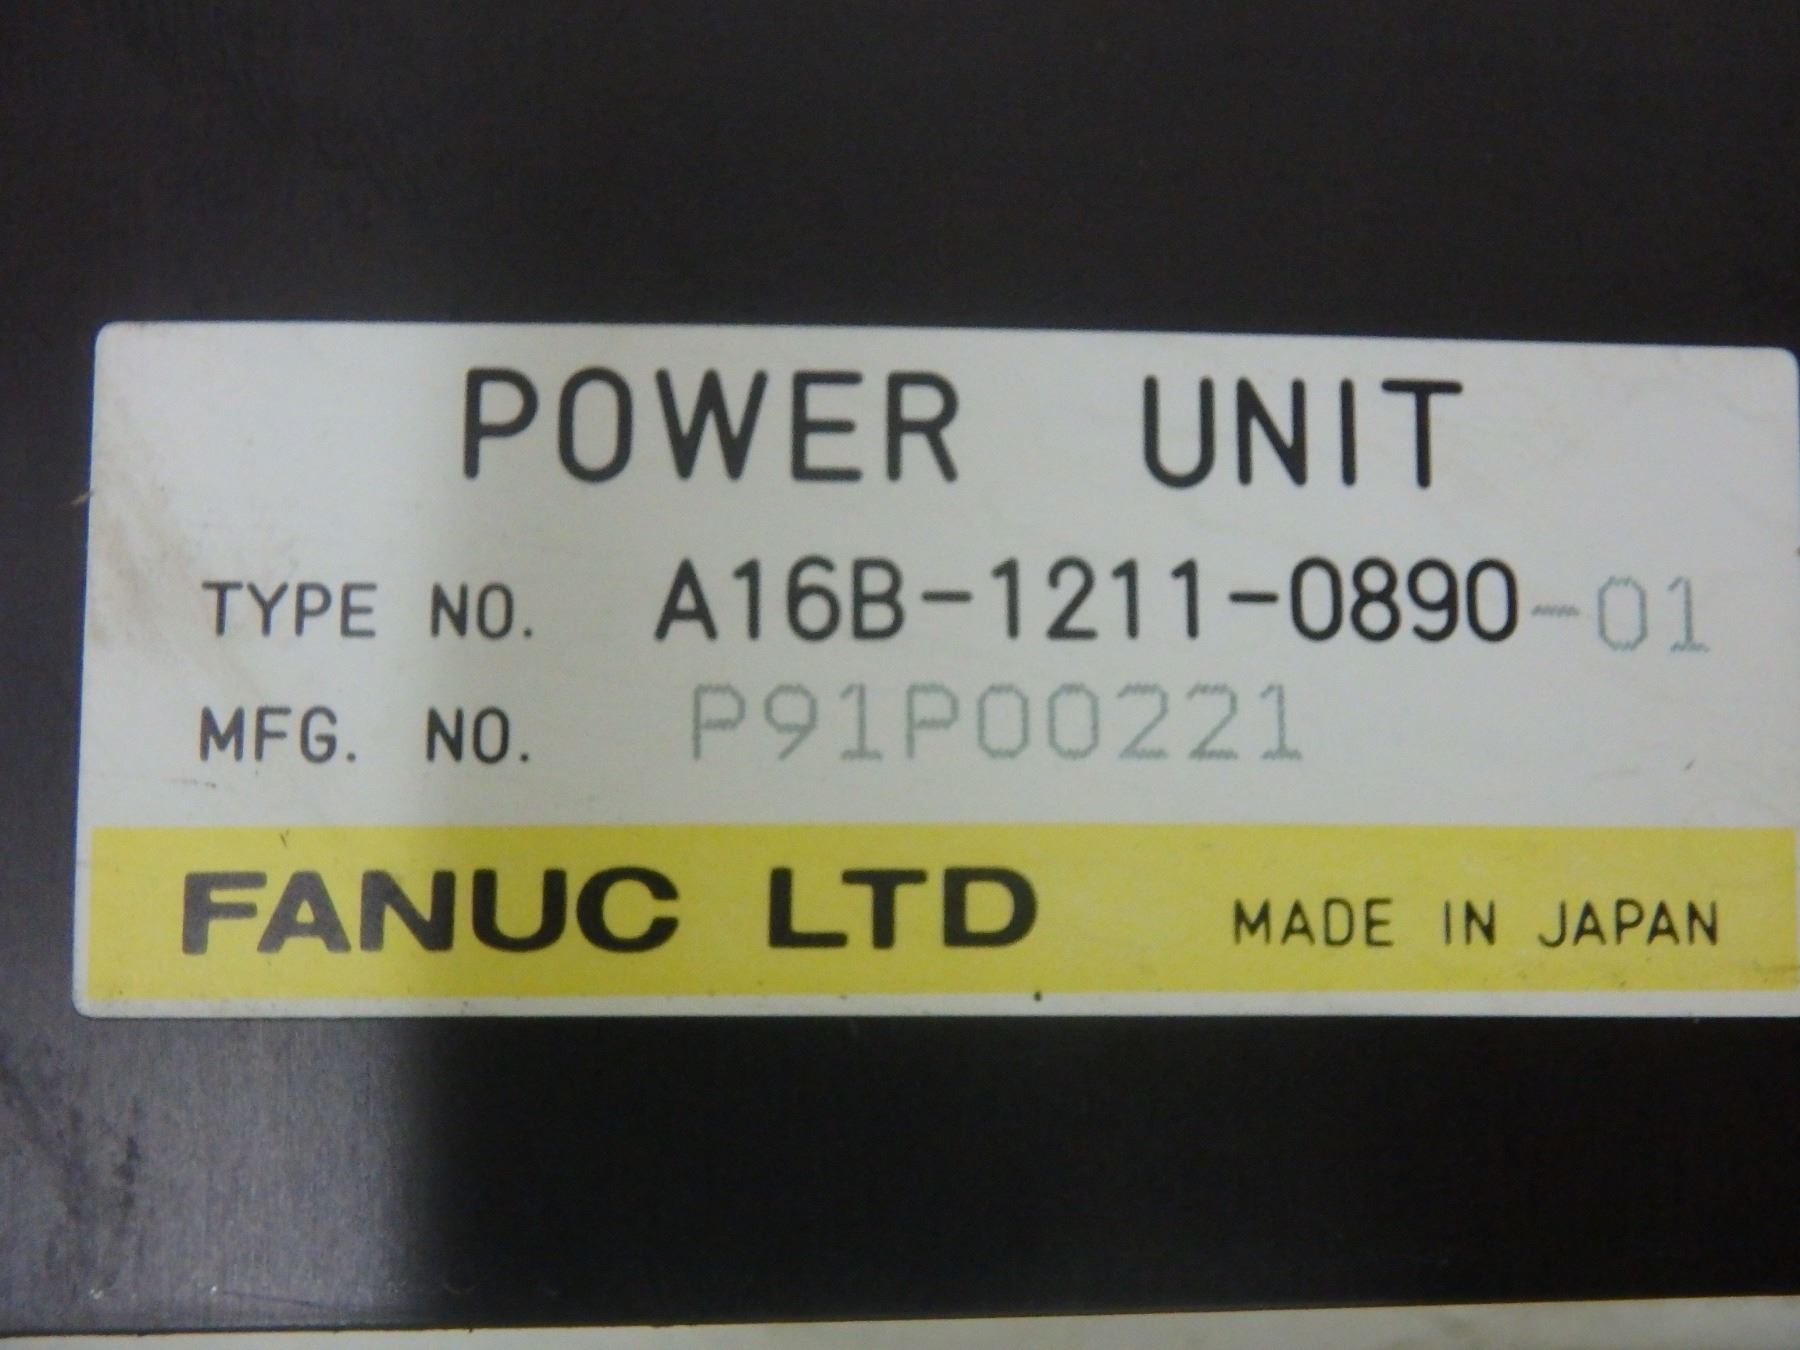 POWER UNIT
TYPE NO. A16B-1211-0890-01
MFG. NO. P91P00221
FANUC LTD MADE IN JAPAN